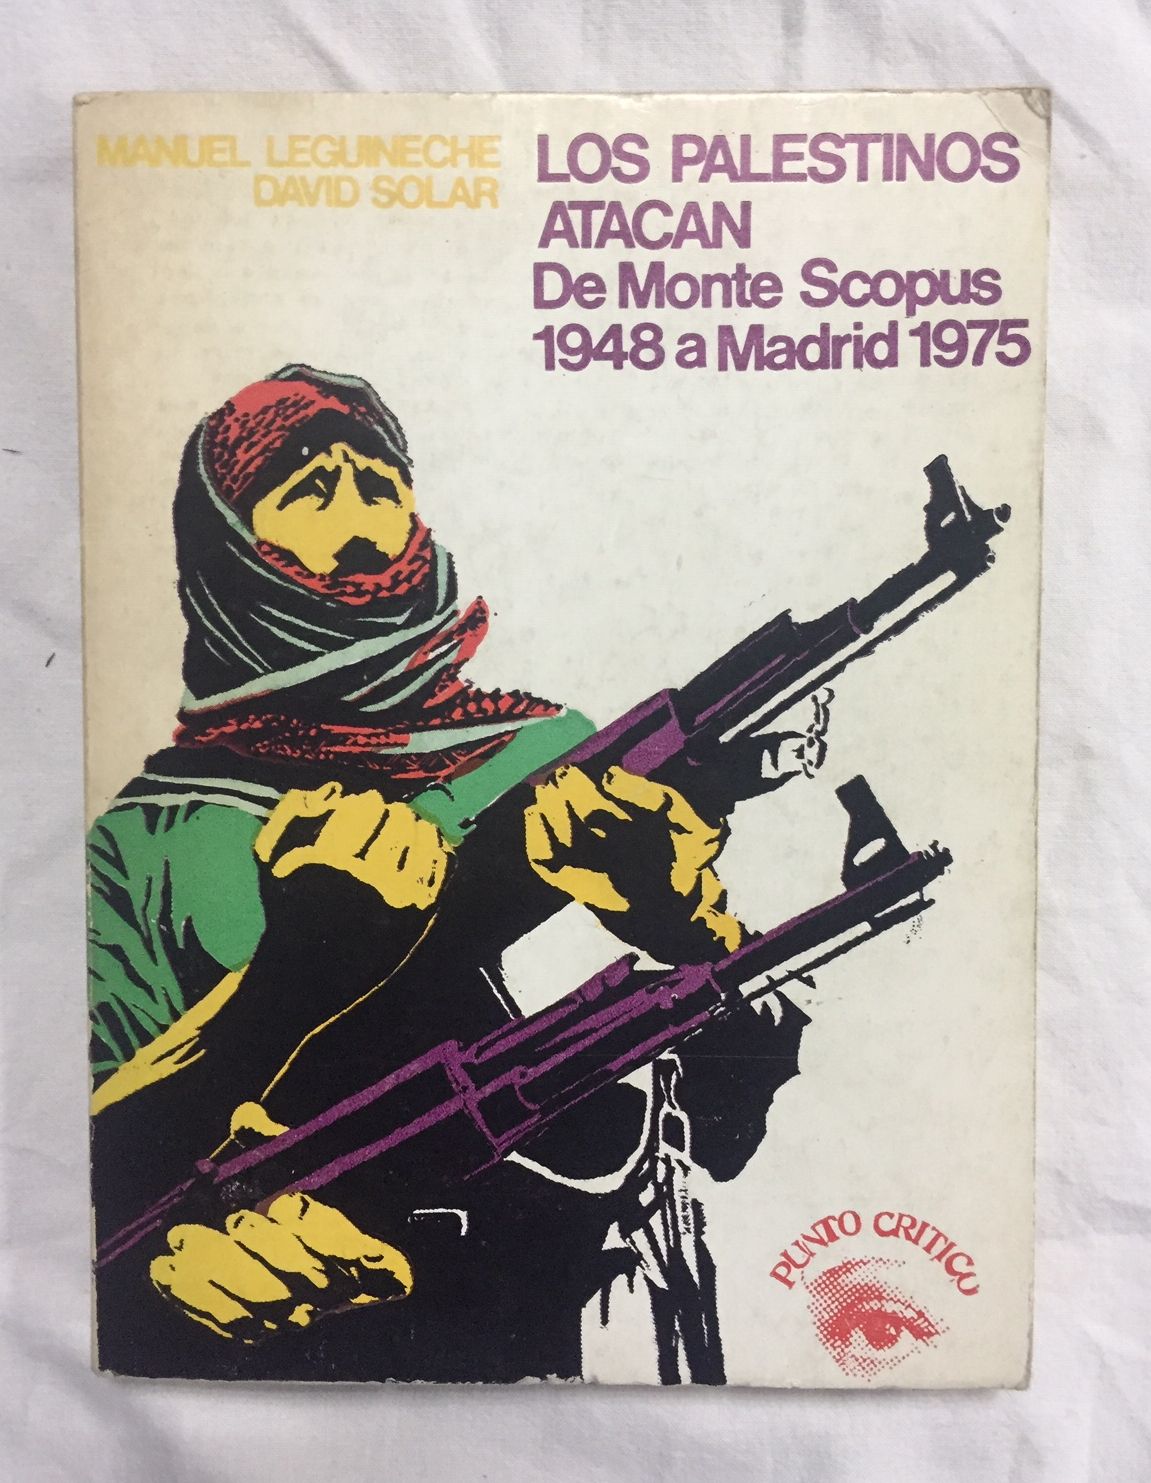 MANUEL LEGUINECHE
DAVID SOLAR
LOS PALESTINOS
ATACAN
De Monte Scopus
1948 a Madrid 1975
PUNTO CRITICO